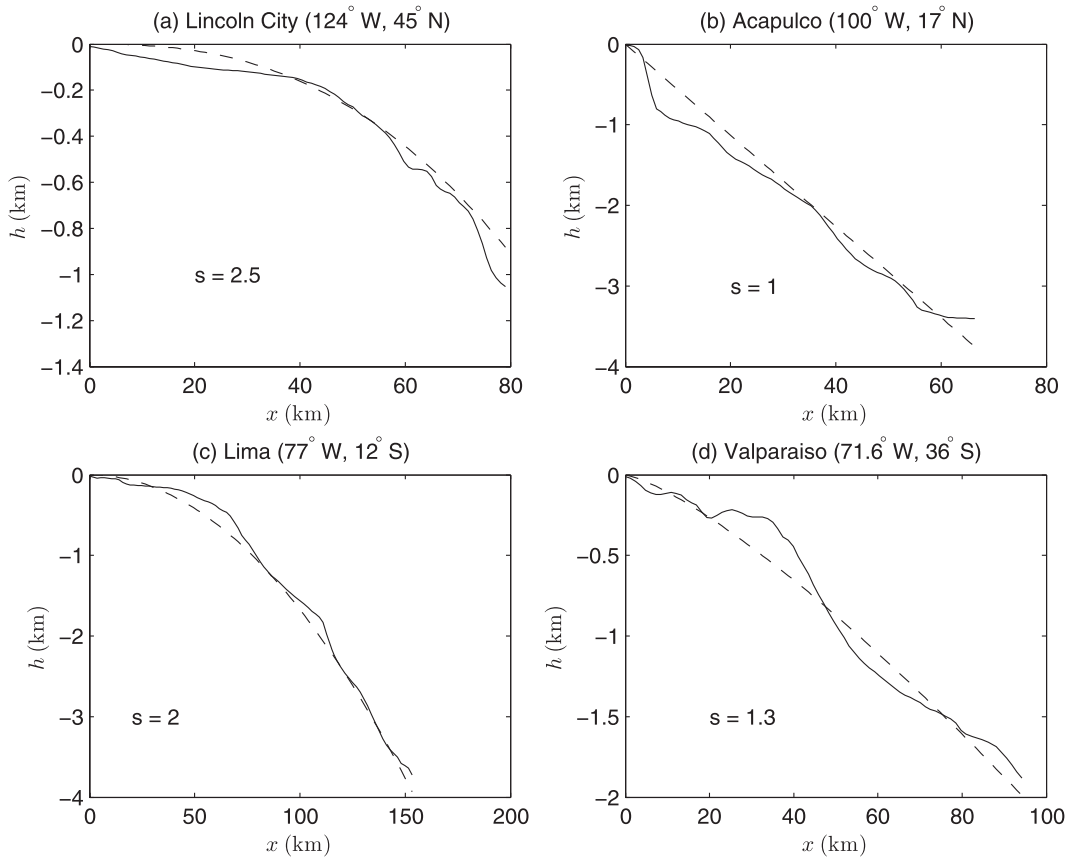 (a) Lincoln City (124° W, 45° N)
0
−0.2
−0.4
−0.6
−0.8
−1
−1.2
−1.4
h (km)
s = 2.5
0 20 40 60 80
x (km)
(b) Acapulco (100° W, 17° N)
0
−1
−2
−3
−4
h (km)
s = 1
0 20 40 60 80
x (km)
(c) Lima (77° W, 12° S)
0
−1
−2
−3
−4
h (km)
s = 2
0 50 100 150 200
x (km)
(d) Valparaiso (71.6° W, 36° S)
0
−0.5
−1
−1.5
−2
h (km)
s = 1.3
0 20 40 60 80 100
x (km)